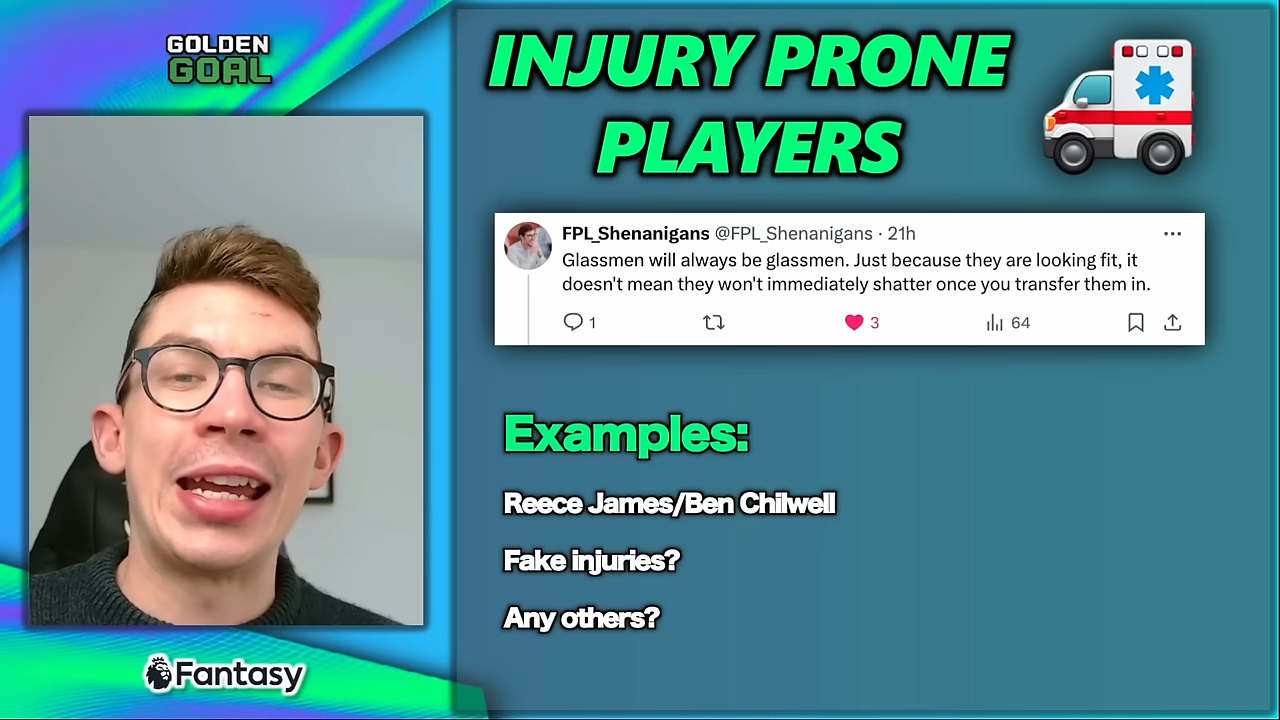 GOLDEN
GOAL
INJURY PRONE
PLAYERS
FPL_Shenanigans @FPL_Shenanigans · 21h
Glassmen will always be glassmen. Just because they are looking fit, it
doesn't mean they won't immediately shatter once you transfer them in.
1 3 64
Examples:
Reece James/Ben Chilwell
Fake injuries?
Any others?
Fantasy